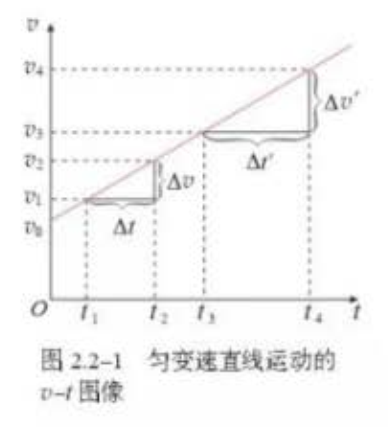 v
v₄
Δv′
v₃
Δt′
v₂
Δv
v₁
Δt
v₀
O t₁ t₂ t₃ t₄ t
图 2.2-1 匀变速直线运动的
v-t 图像